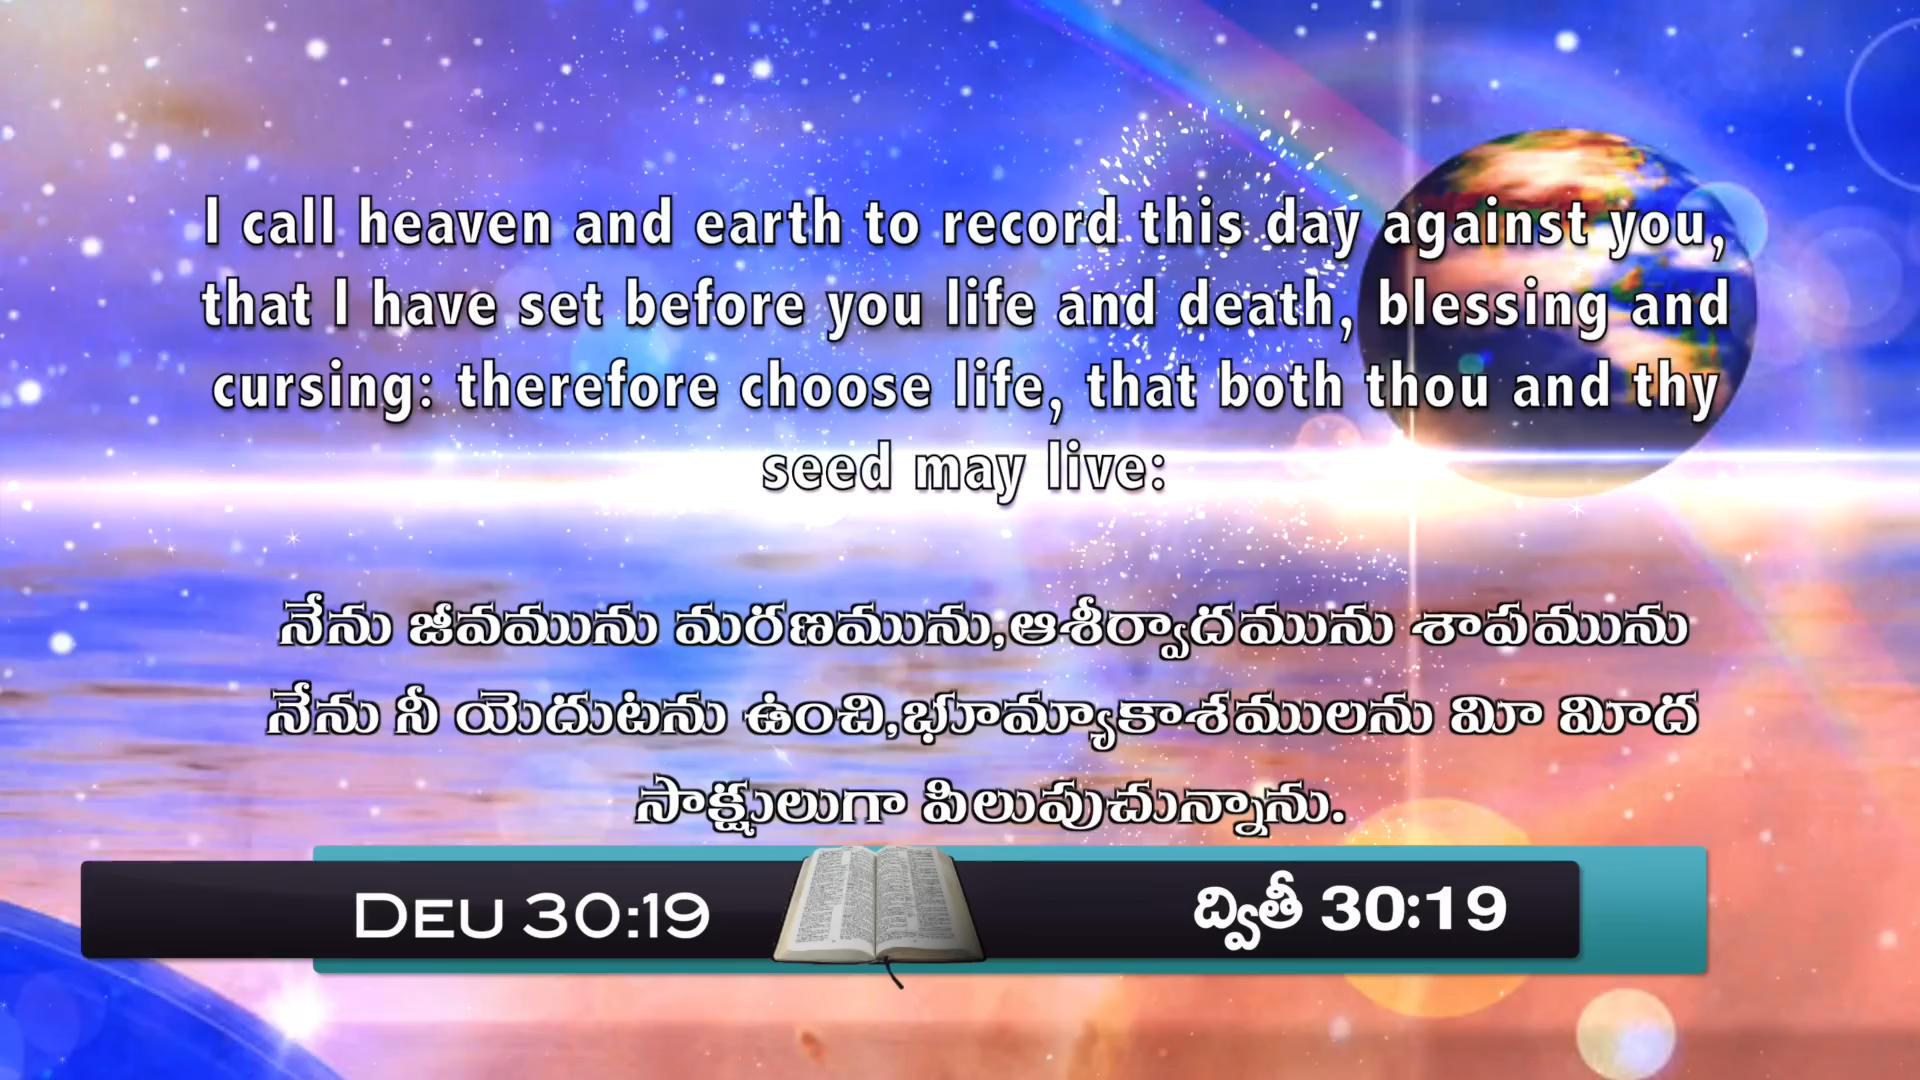 I call heaven and earth to record this day against you,
that I have set before you life and death, blessing and
cursing: therefore choose life, that both thou and thy
seed may live:
నేను జీవమును మరణమును,ఆశీర్వాదమును శాపమును
నేను నీ యెదుటను ఉంచి,భూమ్యాకాశములను మీ మీద
సాక్షులుగా పిలుపుచున్నాను.
DEU 30:19
ద్వితీ 30:19